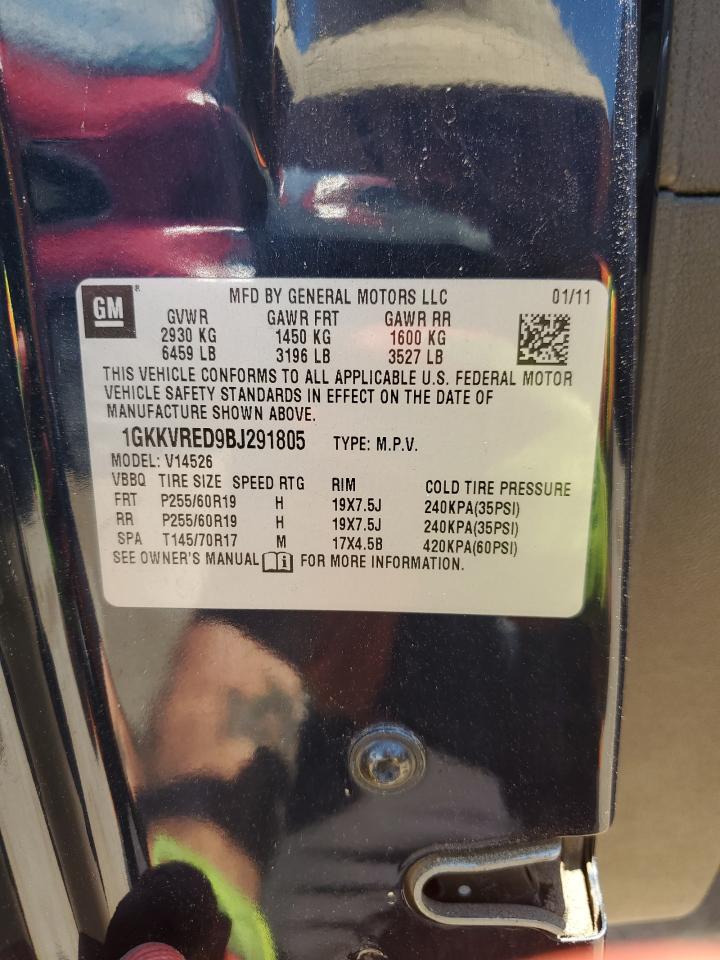 GM®
MFD BY GENERAL MOTORS LLC 01/11
GVWR GAWR FRT GAWR RR
2930 KG 1450 KG 1600 KG
6459 LB 3196 LB 3527 LB
THIS VEHICLE CONFORMS TO ALL APPLICABLE U.S. FEDERAL MOTOR
VEHICLE SAFETY STANDARDS IN EFFECT ON THE DATE OF
MANUFACTURE SHOWN ABOVE.
1GKKVRED9BJ291805 TYPE: M.P.V.
MODEL: V14526
VBBQ TIRE SIZE SPEED RTG RIM COLD TIRE PRESSURE
FRT P255/60R19 H 19X7.5J 240KPA(35PSI)
RR P255/60R19 H 19X7.5J 240KPA(35PSI)
SPA T145/70R17 M 17X4.5B 420KPA(60PSI)
SEE OWNER'S MANUAL i FOR MORE INFORMATION.